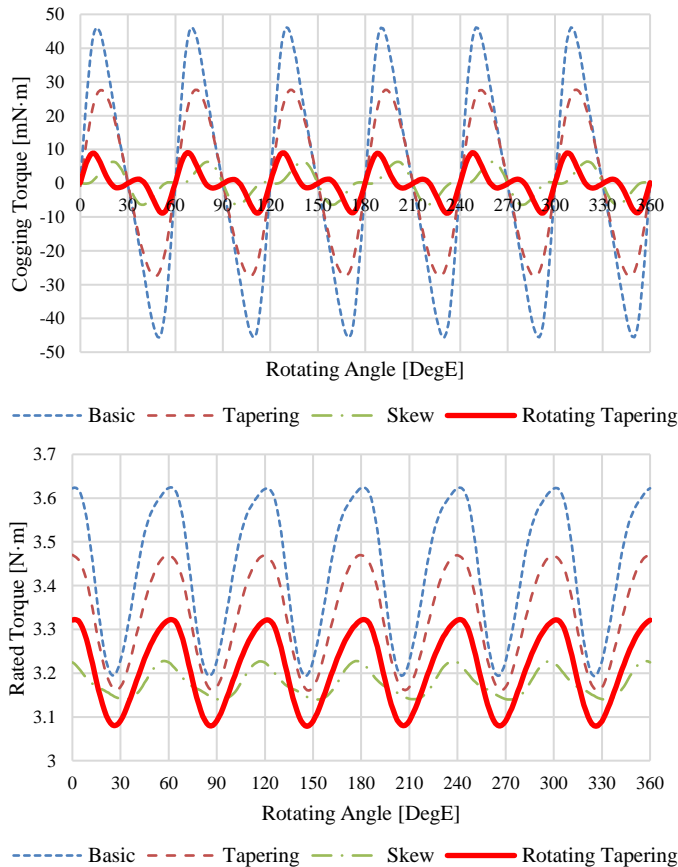 50
40
30
20
10
0
-10
-20
-30
-40
-50
Cogging Torque [mN·m]
0 30 60 90 120 150 180 210 240 270 300 330 360
Rotating Angle [DegE]
Basic Tapering Skew Rotating Tapering
3.7
3.6
3.5
3.4
3.3
3.2
3.1
3
Rated Torque [N·m]
0 30 60 90 120 150 180 210 240 270 300 330 360
Rotating Angle [DegE]
Basic Tapering Skew Rotating Tapering